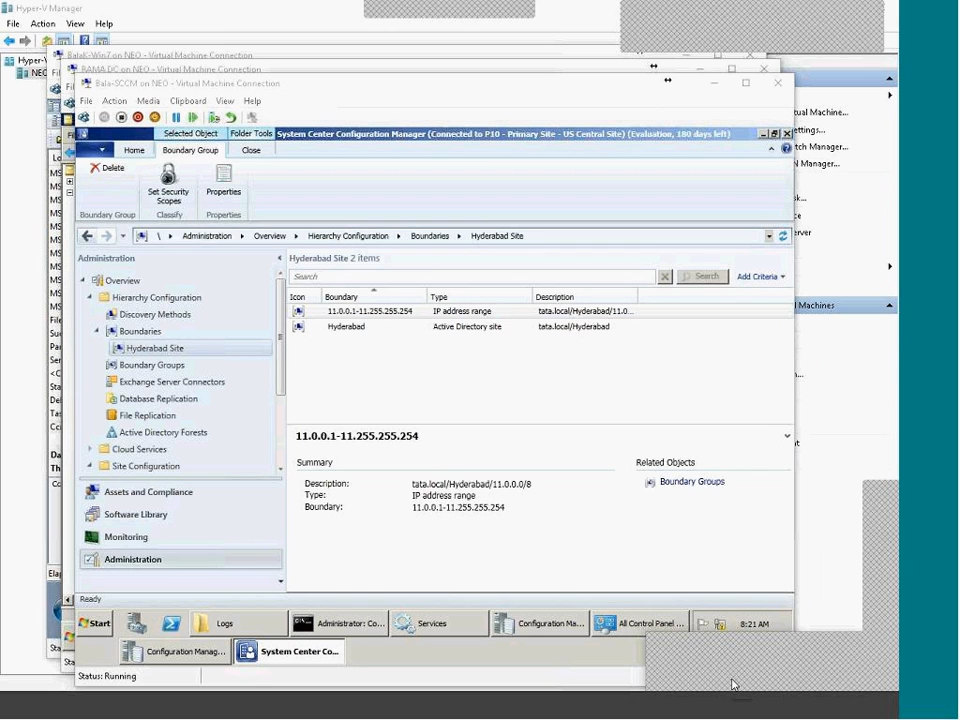 Hyper-V Manager
File Action View Help
BalaK-Win7 on NEO - Virtual Machine Connection
RAMA DC on NEO - Virtual Machine Connection
Bala-SCCM on NEO - Virtual Machine Connection
File Action Media Clipboard View Help
Selected Object Folder Tools System Center Configuration Manager (Connected to P10 - Primary Site - US Central Site) (Evaluation, 180 days left)
Home Boundary Group Close
Delete
Set Security Scopes
Properties
Boundary Group Classify Properties
\ Administration Overview Hierarchy Configuration Boundaries Hyderabad Site
Administration
Overview
Hierarchy Configuration
Discovery Methods
Boundaries
Hyderabad Site
Boundary Groups
Exchange Server Connectors
Database Replication
File Replication
Active Directory Forests
Cloud Services
Site Configuration
Assets and Compliance
Software Library
Monitoring
Administration
Hyderabad Site 2 items
Search Search Add Criteria
Icon Boundary Type Description
11.0.0.1-11.255.255.254 IP address range tata.local/Hyderabad/11.0...
Hyderabad Active Directory site tata.local/Hyderabad
11.0.0.1-11.255.255.254
Summary
Description: tata.local/Hyderabad/11.0.0.0/8
Type: IP address range
Boundary: 11.0.0.1-11.255.255.254
Related Objects
Boundary Groups
Ready
Start Logs Administrator: Co... Services Configuration Ma... All Control Panel ... 8:21 AM
Configuration Manag... System Center Co...
Status: Running